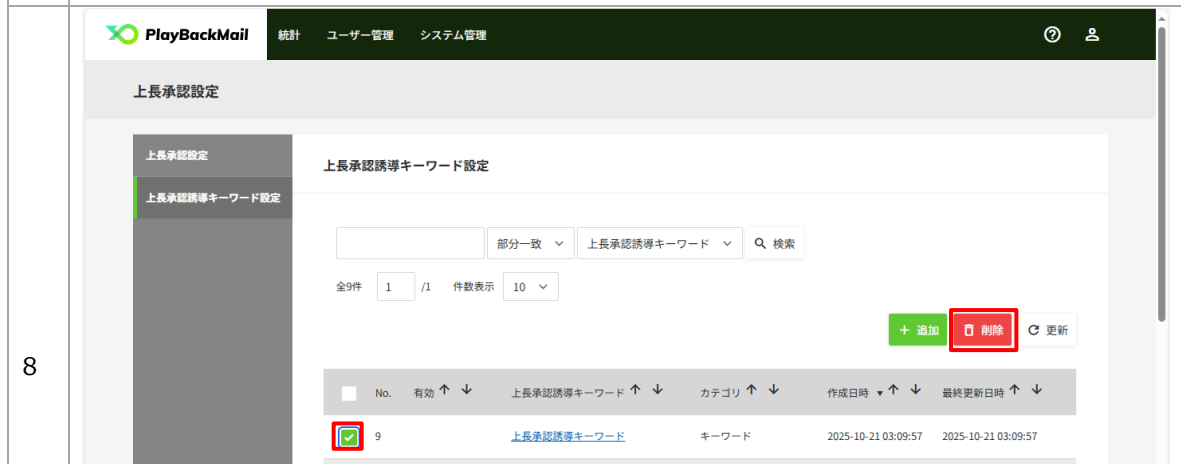 PlayBackMail 統計 ユーザー管理 システム管理
上長承認設定
上長承認設定
上長承認誘導キーワード設定
上長承認誘導キーワード設定
部分一致 上長承認誘導キーワード 検索
全9件 1 /1 件数表示 10
+ 追加 削除 更新
8
No. 有効 ↑ ↓ 上長承認誘導キーワード ↑ ↓ カテゴリ ↑ ↓ 作成日時 ▼ ↑ ↓ 最終更新日時 ↑ ↓
9 上長承認誘導キーワード キーワード 2025-10-21 03:09:57 2025-10-21 03:09:57